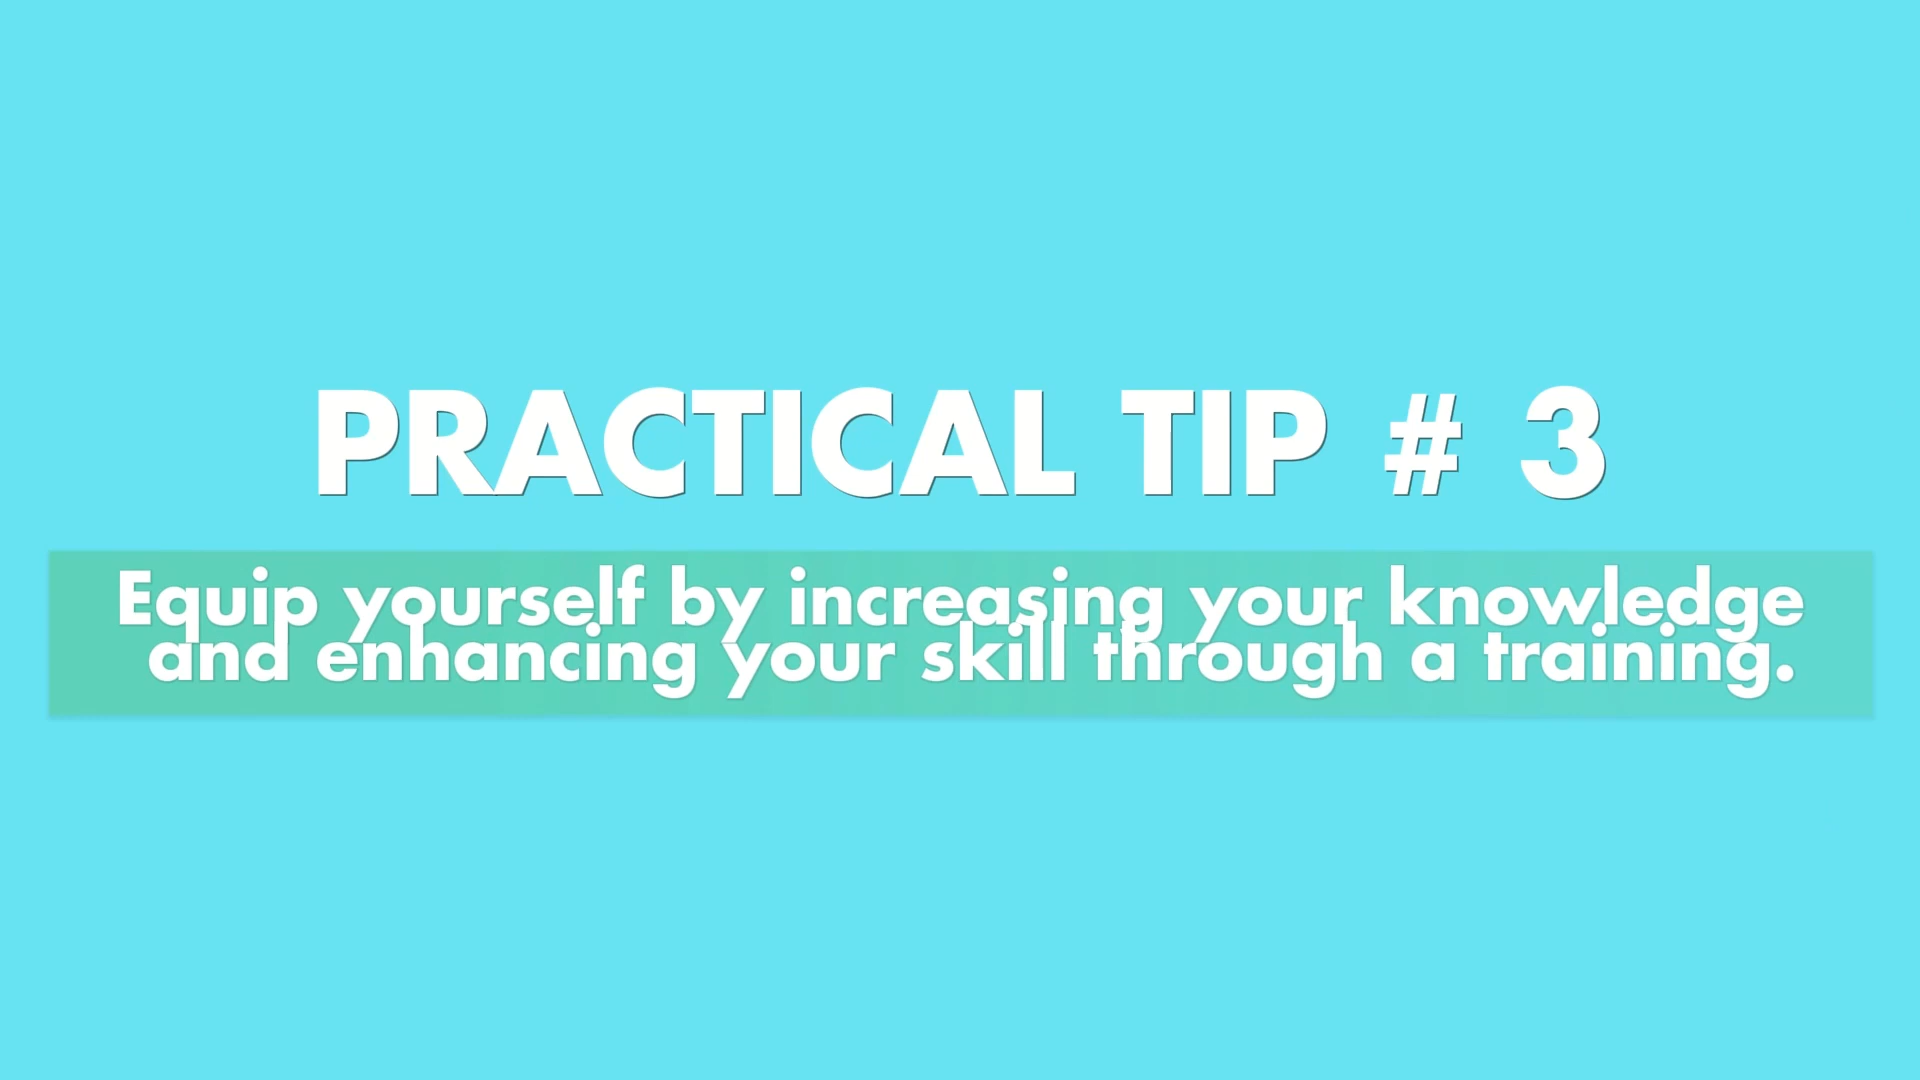 PRACTICAL TIP # 3
Equip yourself by increasing your knowledge
and enhancing your skill through a training.